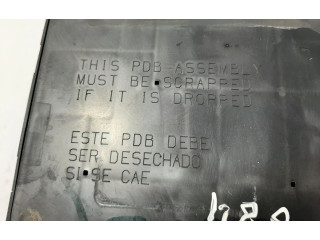 THIS PDB ASSEMBLY
MUST BE SCRAPPED
IF IT IS DROPPED
ESTE PDB DEBE
SER DESECHADO
SI SE CAE